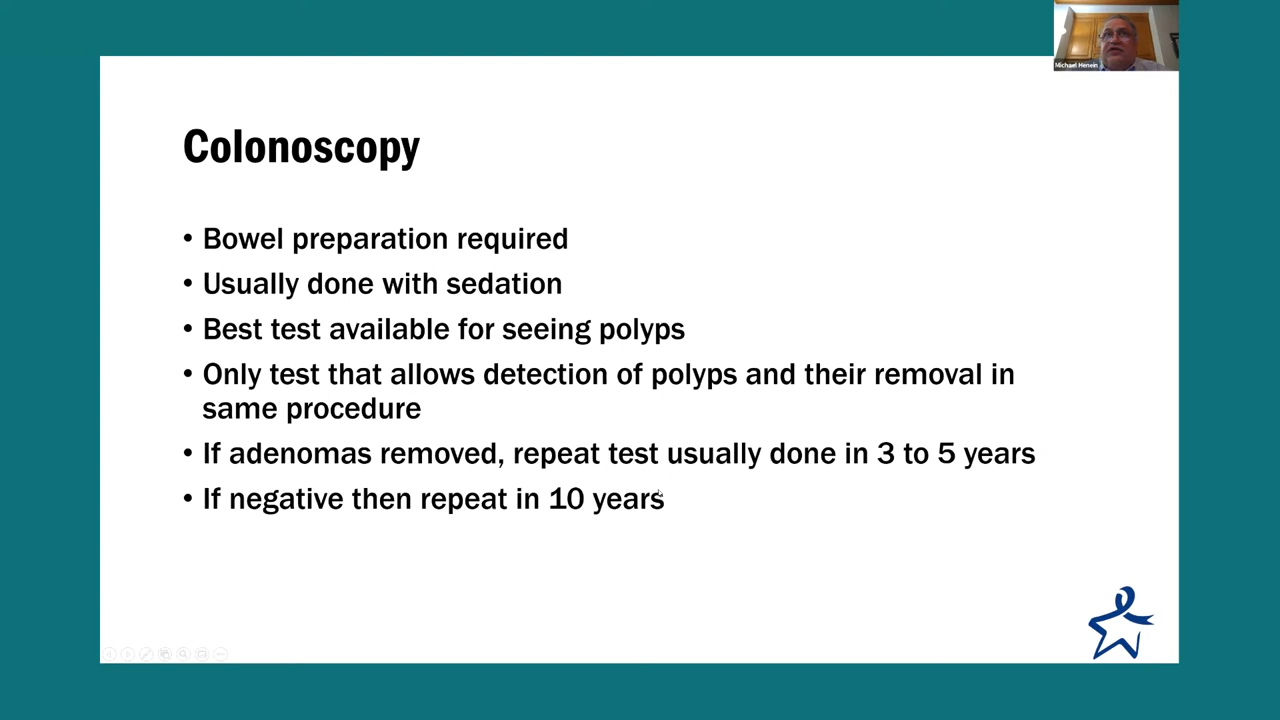 Michael Henein
Colonoscopy
• Bowel preparation required
• Usually done with sedation
• Best test available for seeing polyps
• Only test that allows detection of polyps and their removal in
same procedure
• If adenomas removed, repeat test usually done in 3 to 5 years
• If negative then repeat in 10 years